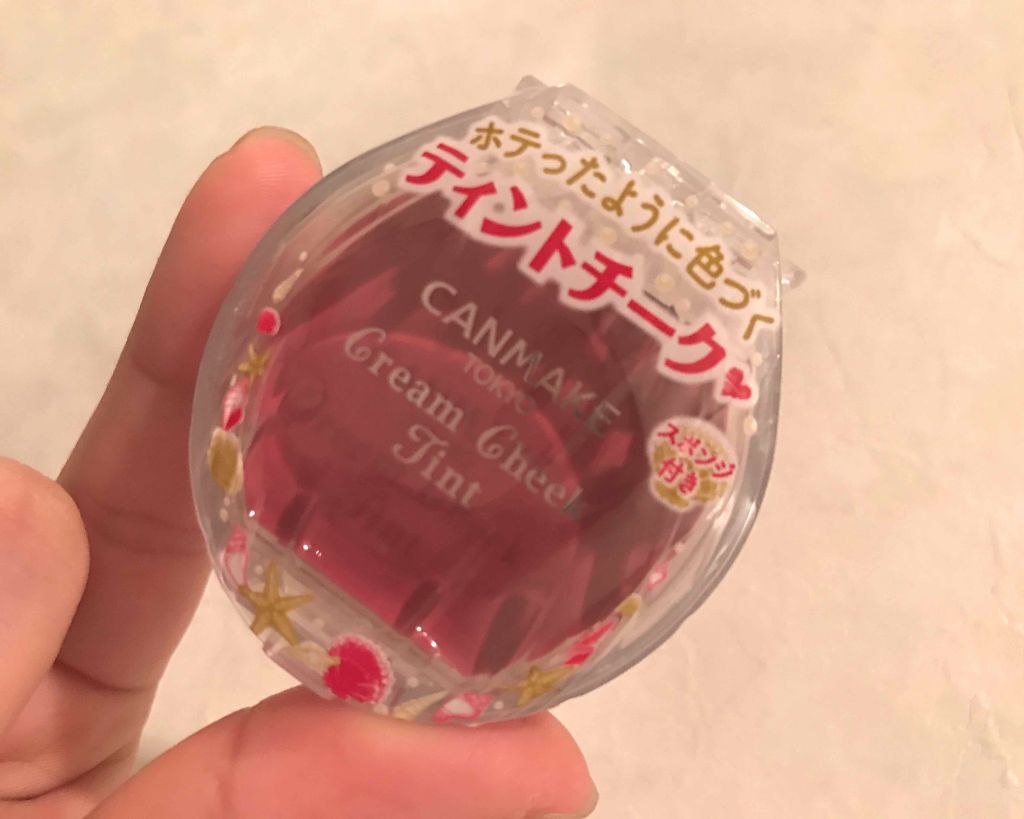 ホテったように色づく
ティントチーク♥
CANMAKE
TOKYO
Cream Cheek
Tint
スポンジ
付き